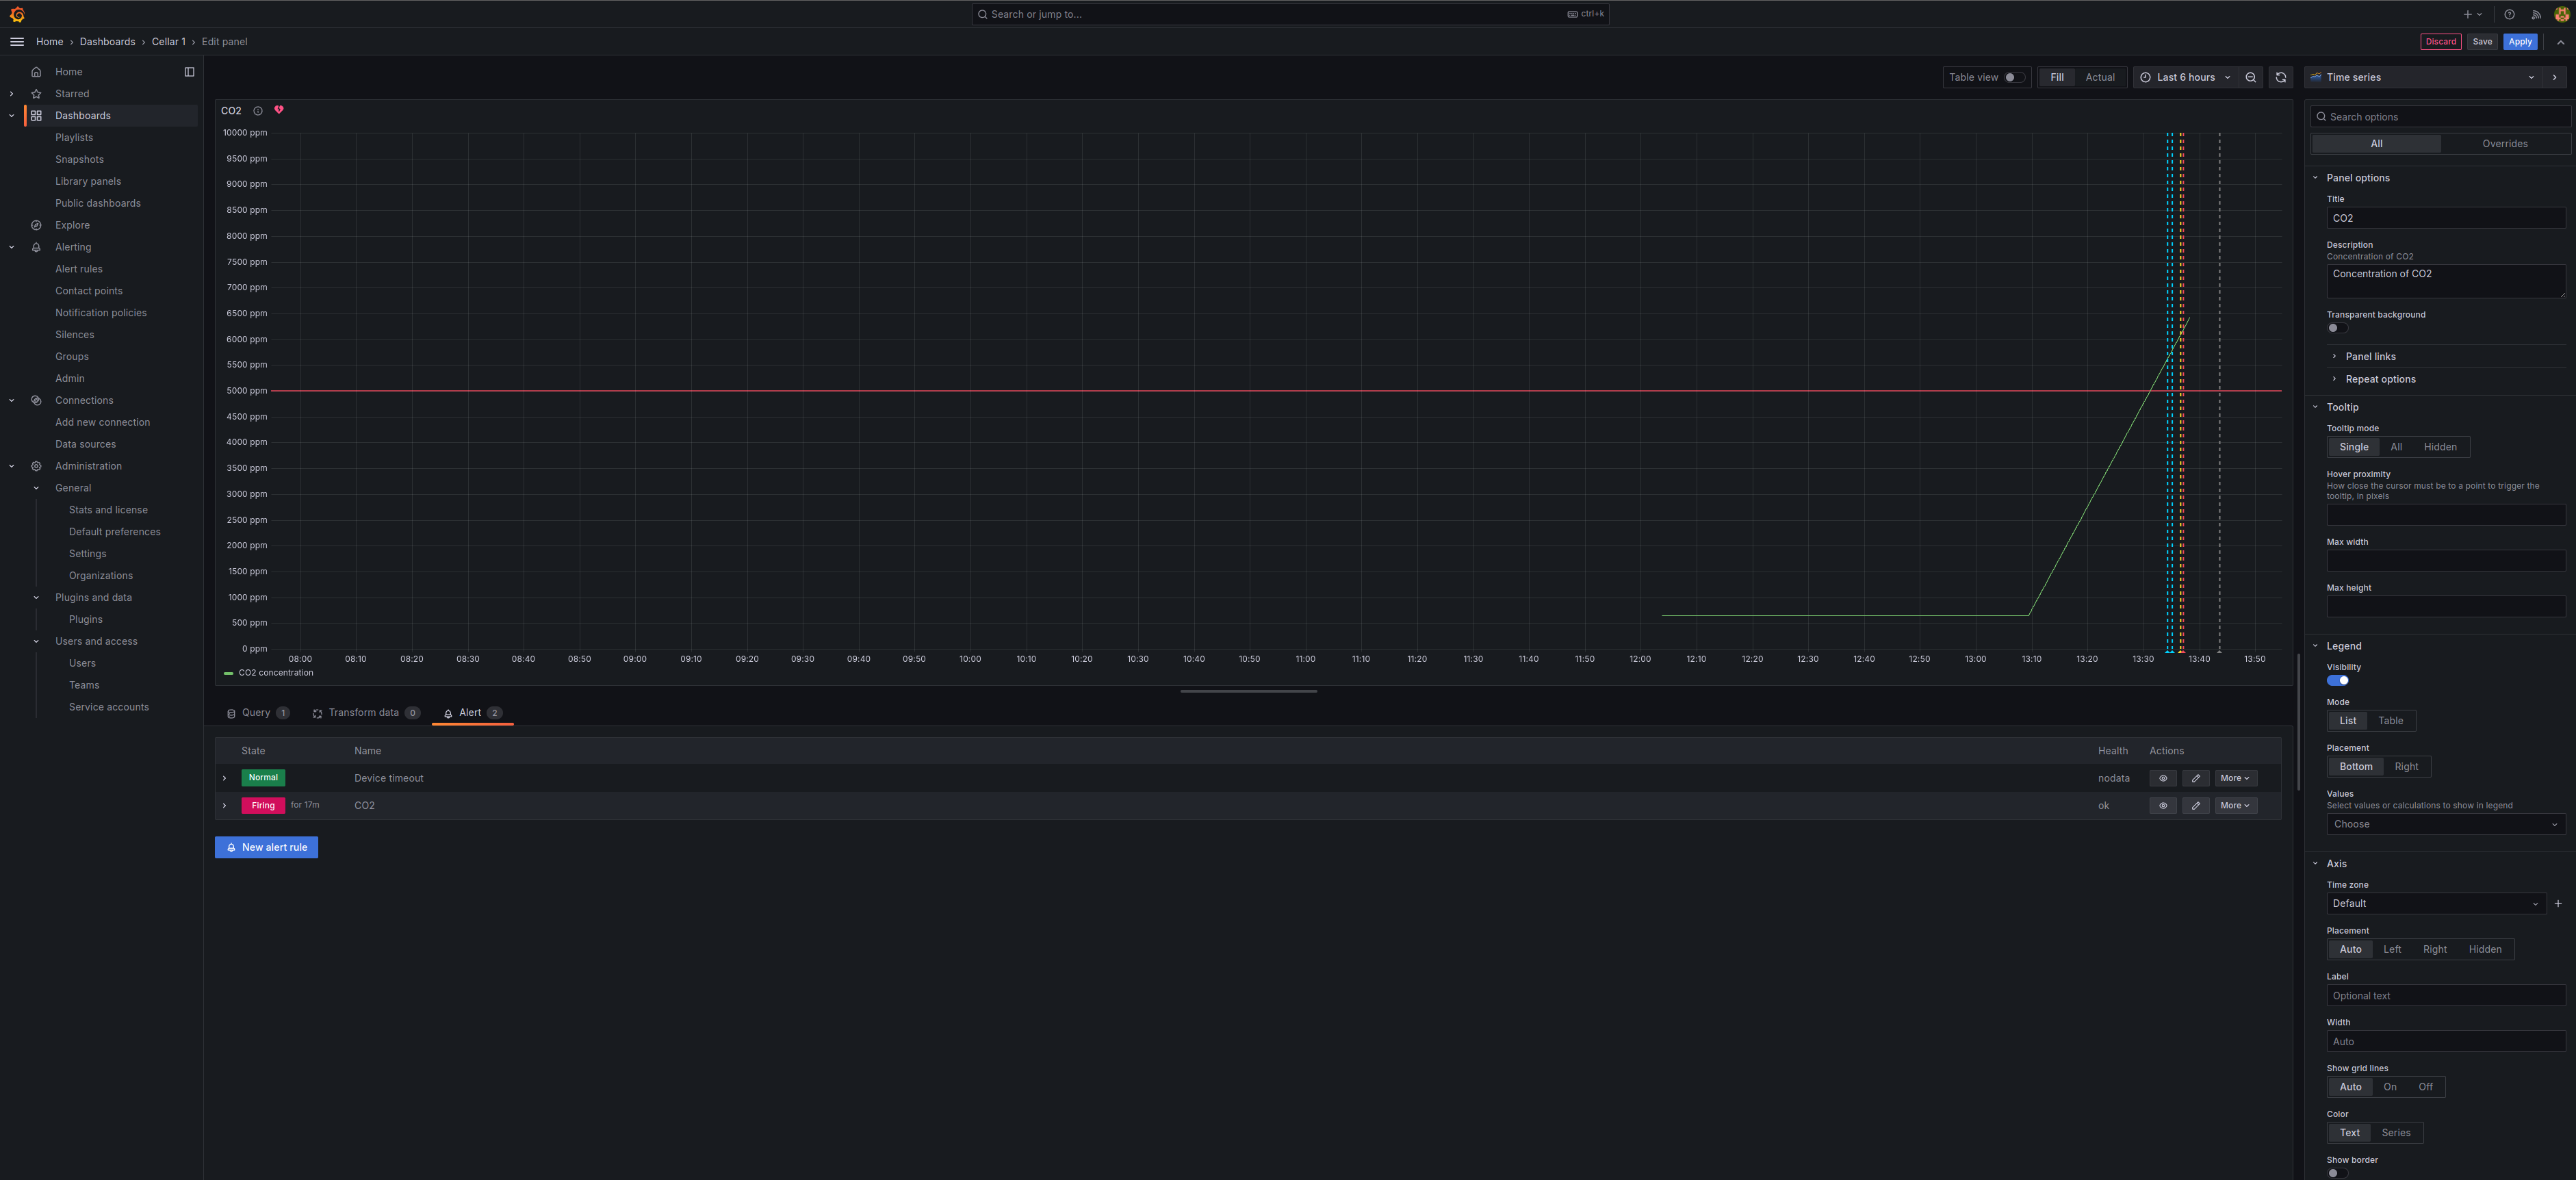 Search or jump to...
ctrl+k
Home › Dashboards › Cellar 1 › Edit panel
Discard
Save
Apply
Home
Starred
Dashboards
Playlists
Snapshots
Library panels
Public dashboards
Explore
Alerting
Alert rules
Contact points
Notification policies
Silences
Groups
Admin
Connections
Add new connection
Data sources
Administration
General
Stats and license
Default preferences
Settings
Organizations
Plugins and data
Plugins
Users and access
Users
Teams
Service accounts
Table view
Fill
Actual
Last 6 hours
CO2
10000 ppm
9500 ppm
9000 ppm
8500 ppm
8000 ppm
7500 ppm
7000 ppm
6500 ppm
6000 ppm
5500 ppm
5000 ppm
4500 ppm
4000 ppm
3500 ppm
3000 ppm
2500 ppm
2000 ppm
1500 ppm
1000 ppm
500 ppm
0 ppm
08:00 08:10 08:20 08:30 08:40 08:50 09:00 09:10 09:20 09:30 09:40 09:50 10:00 10:10 10:20 10:30 10:40 10:50 11:00 11:10 11:20 11:30 11:40 11:50 12:00 12:10 12:20 12:30 12:40 12:50 13:00 13:10 13:20 13:30 13:40 13:50
CO2 concentration
Query 1
Transform data 0
Alert 2
State Name Health Actions
Normal Device timeout nodata More
Firing for 17m CO2 ok More
New alert rule
Time series
Search options
All
Overrides
Panel options
Title
CO2
Description
Concentration of CO2
Concentration of CO2
Transparent background
Panel links
Repeat options
Tooltip
Tooltip mode
Single All Hidden
Hover proximity
How close the cursor must be to a point to trigger the
tooltip, in pixels
Max width
Max height
Legend
Visibility
Mode
List Table
Placement
Bottom Right
Values
Select values or calculations to show in legend
Choose
Axis
Time zone
Default
Placement
Auto Left Right Hidden
Label
Optional text
Width
Auto
Show grid lines
Auto On Off
Color
Text Series
Show border